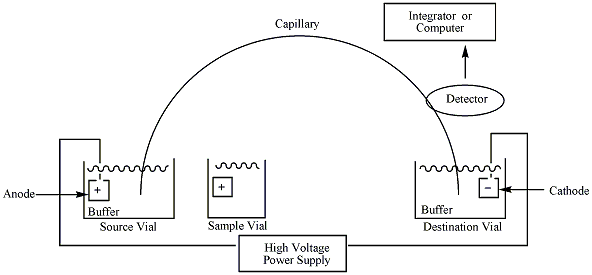 Capillary
Integrator or
Computer
Detector
Anode
+
Buffer
Source Vial
+
Sample Vial
−
Buffer
Destination Vial
Cathode
High Voltage
Power Supply